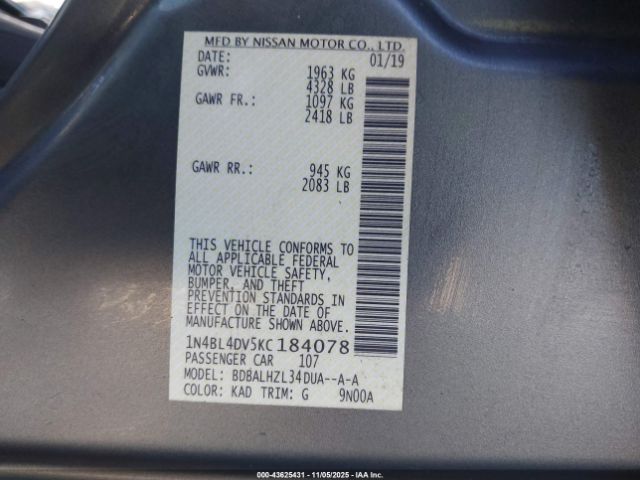 MFD BY NISSAN MOTOR CO., LTD.
DATE: 01/19
GVWR: 1963 KG
4328 LB
GAWR FR.: 1097 KG
2418 LB
GAWR RR.: 945 KG
2083 LB
THIS VEHICLE CONFORMS TO
ALL APPLICABLE FEDERAL
MOTOR VEHICLE SAFETY,
BUMPER, AND THEFT
PREVENTION STANDARDS IN
EFFECT ON THE DATE OF
MANUFACTURE SHOWN ABOVE.
1N4BL4DV5KC184078
PASSENGER CAR 107
MODEL: BDBALHZL34DUA--A-A
COLOR: KAD TRIM: G 9N00A
000-43625431 - 11/05/2025 - IAA Inc.